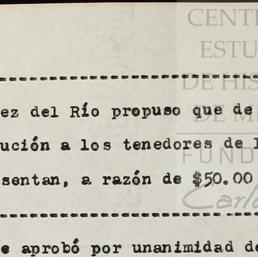 CENT
ESTU
DE HIS
DE M
FUND
Carlo
ez del Río propuso que de
ución a los tenedores de
sentan, a razón de $50.00
e aprobó por unanimidad de